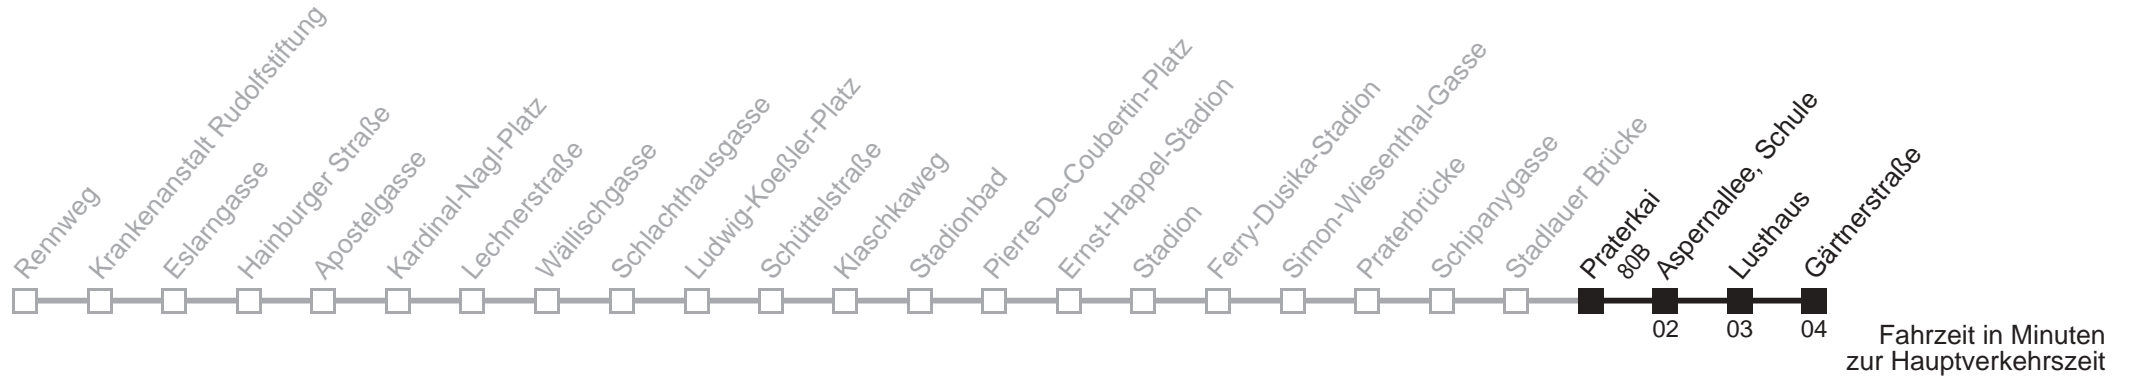 Rennweg
Krankenanstalt Rudolfstiftung
Eslarngasse
Hainburger Straße
Apostelgasse
Kardinal-Nagl-Platz
Lechnerstraße
Wällischgasse
Schlachthausgasse
Ludwig-Koeßler-Platz
Schüttelstraße
Klaschkaweg
Stadionbad
Pierre-De-Coubertin-Platz
Ernst-Happel-Stadion
Stadion
Ferry-Dusika-Stadion
Simon-Wiesenthal-Gasse
Praterbrücke
Schipanygasse
Stadlauer Brücke
Praterkai
80B
Aspernallee, Schule
Lusthaus
Gärtnerstraße
02
03
04
Fahrzeit in Minuten
zur Hauptverkehrszeit